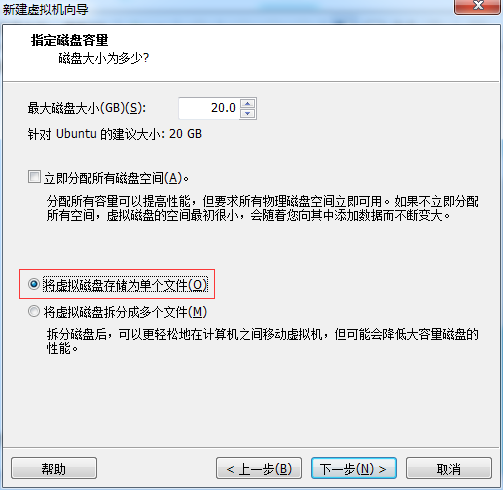 新建虚拟机向导
指定磁盘容量
磁盘大小为多少?
最大磁盘大小(GB)(S): 20.0
针对 Ubuntu 的建议大小: 20 GB
立即分配所有磁盘空间(A)。
分配所有容量可以提高性能，但要求所有物理磁盘空间立即可用。如果不立即分配
所有空间，虚拟磁盘的空间最初很小，会随着您向其中添加数据而不断变大。
将虚拟磁盘存储为单个文件(O)
将虚拟磁盘拆分成多个文件(M)
拆分磁盘后，可以更轻松地在计算机之间移动虚拟机，但可能会降低大容量磁盘的
性能。
帮助 < 上一步(B) 下一步(N) > 取消